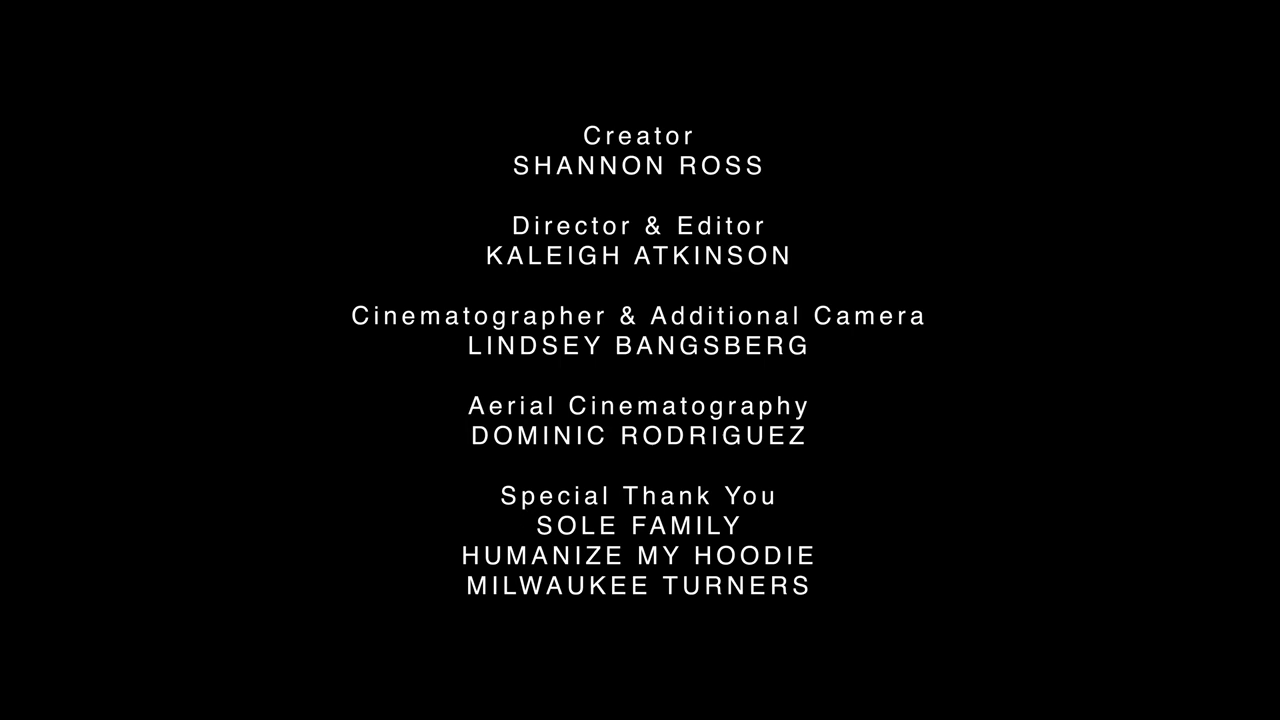 Creator
SHANNON ROSS
Director & Editor
KALEIGH ATKINSON
Cinematographer & Additional Camera
LINDSEY BANGSBERG
Aerial Cinematography
DOMINIC RODRIGUEZ
Special Thank You
SOLE FAMILY
HUMANIZE MY HOODIE
MILWAUKEE TURNERS